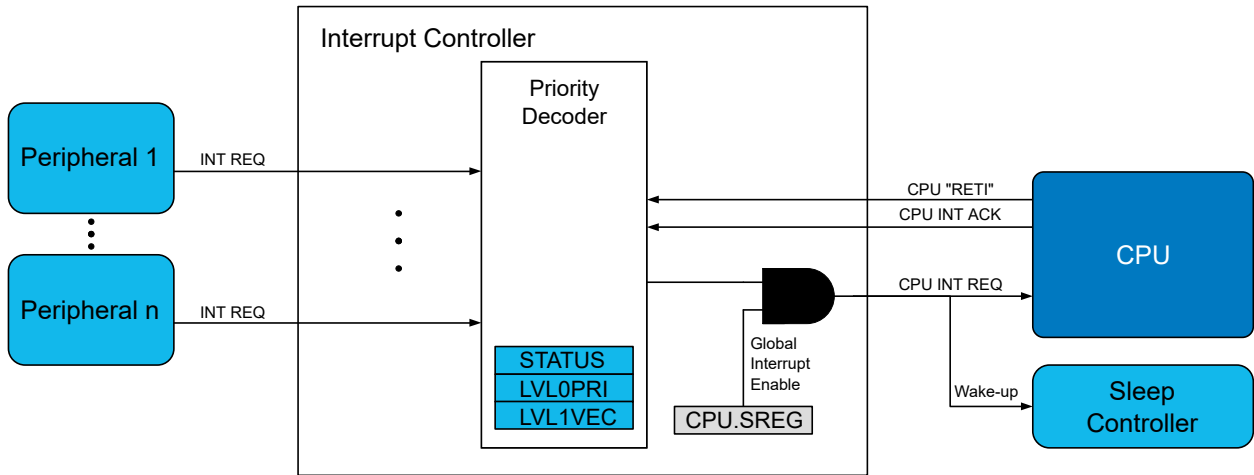 Interrupt Controller
Priority
Decoder
Peripheral 1
INT REQ
CPU "RETI"
CPU INT ACK
CPU
Peripheral n
INT REQ
CPU INT REQ
Global
Interrupt
Enable
STATUS
LVL0PRI
LVL1VEC
CPU.SREG
Wake-up
Sleep
Controller